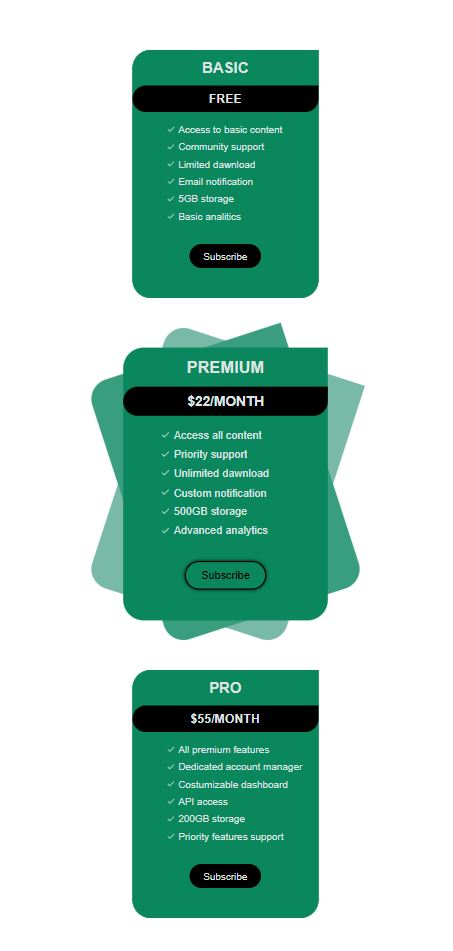 BASIC
FREE
Access to basic content
Community support
Limited dawnload
Email notification
5GB storage
Basic analitics
Subscribe
PREMIUM
$22/MONTH
Access all content
Priority support
Unlimited dawnload
Custom notification
500GB storage
Advanced analytics
Subscribe
PRO
$55/MONTH
All premium features
Dedicated account manager
Costumizable dashboard
API access
200GB storage
Priority features support
Subscribe